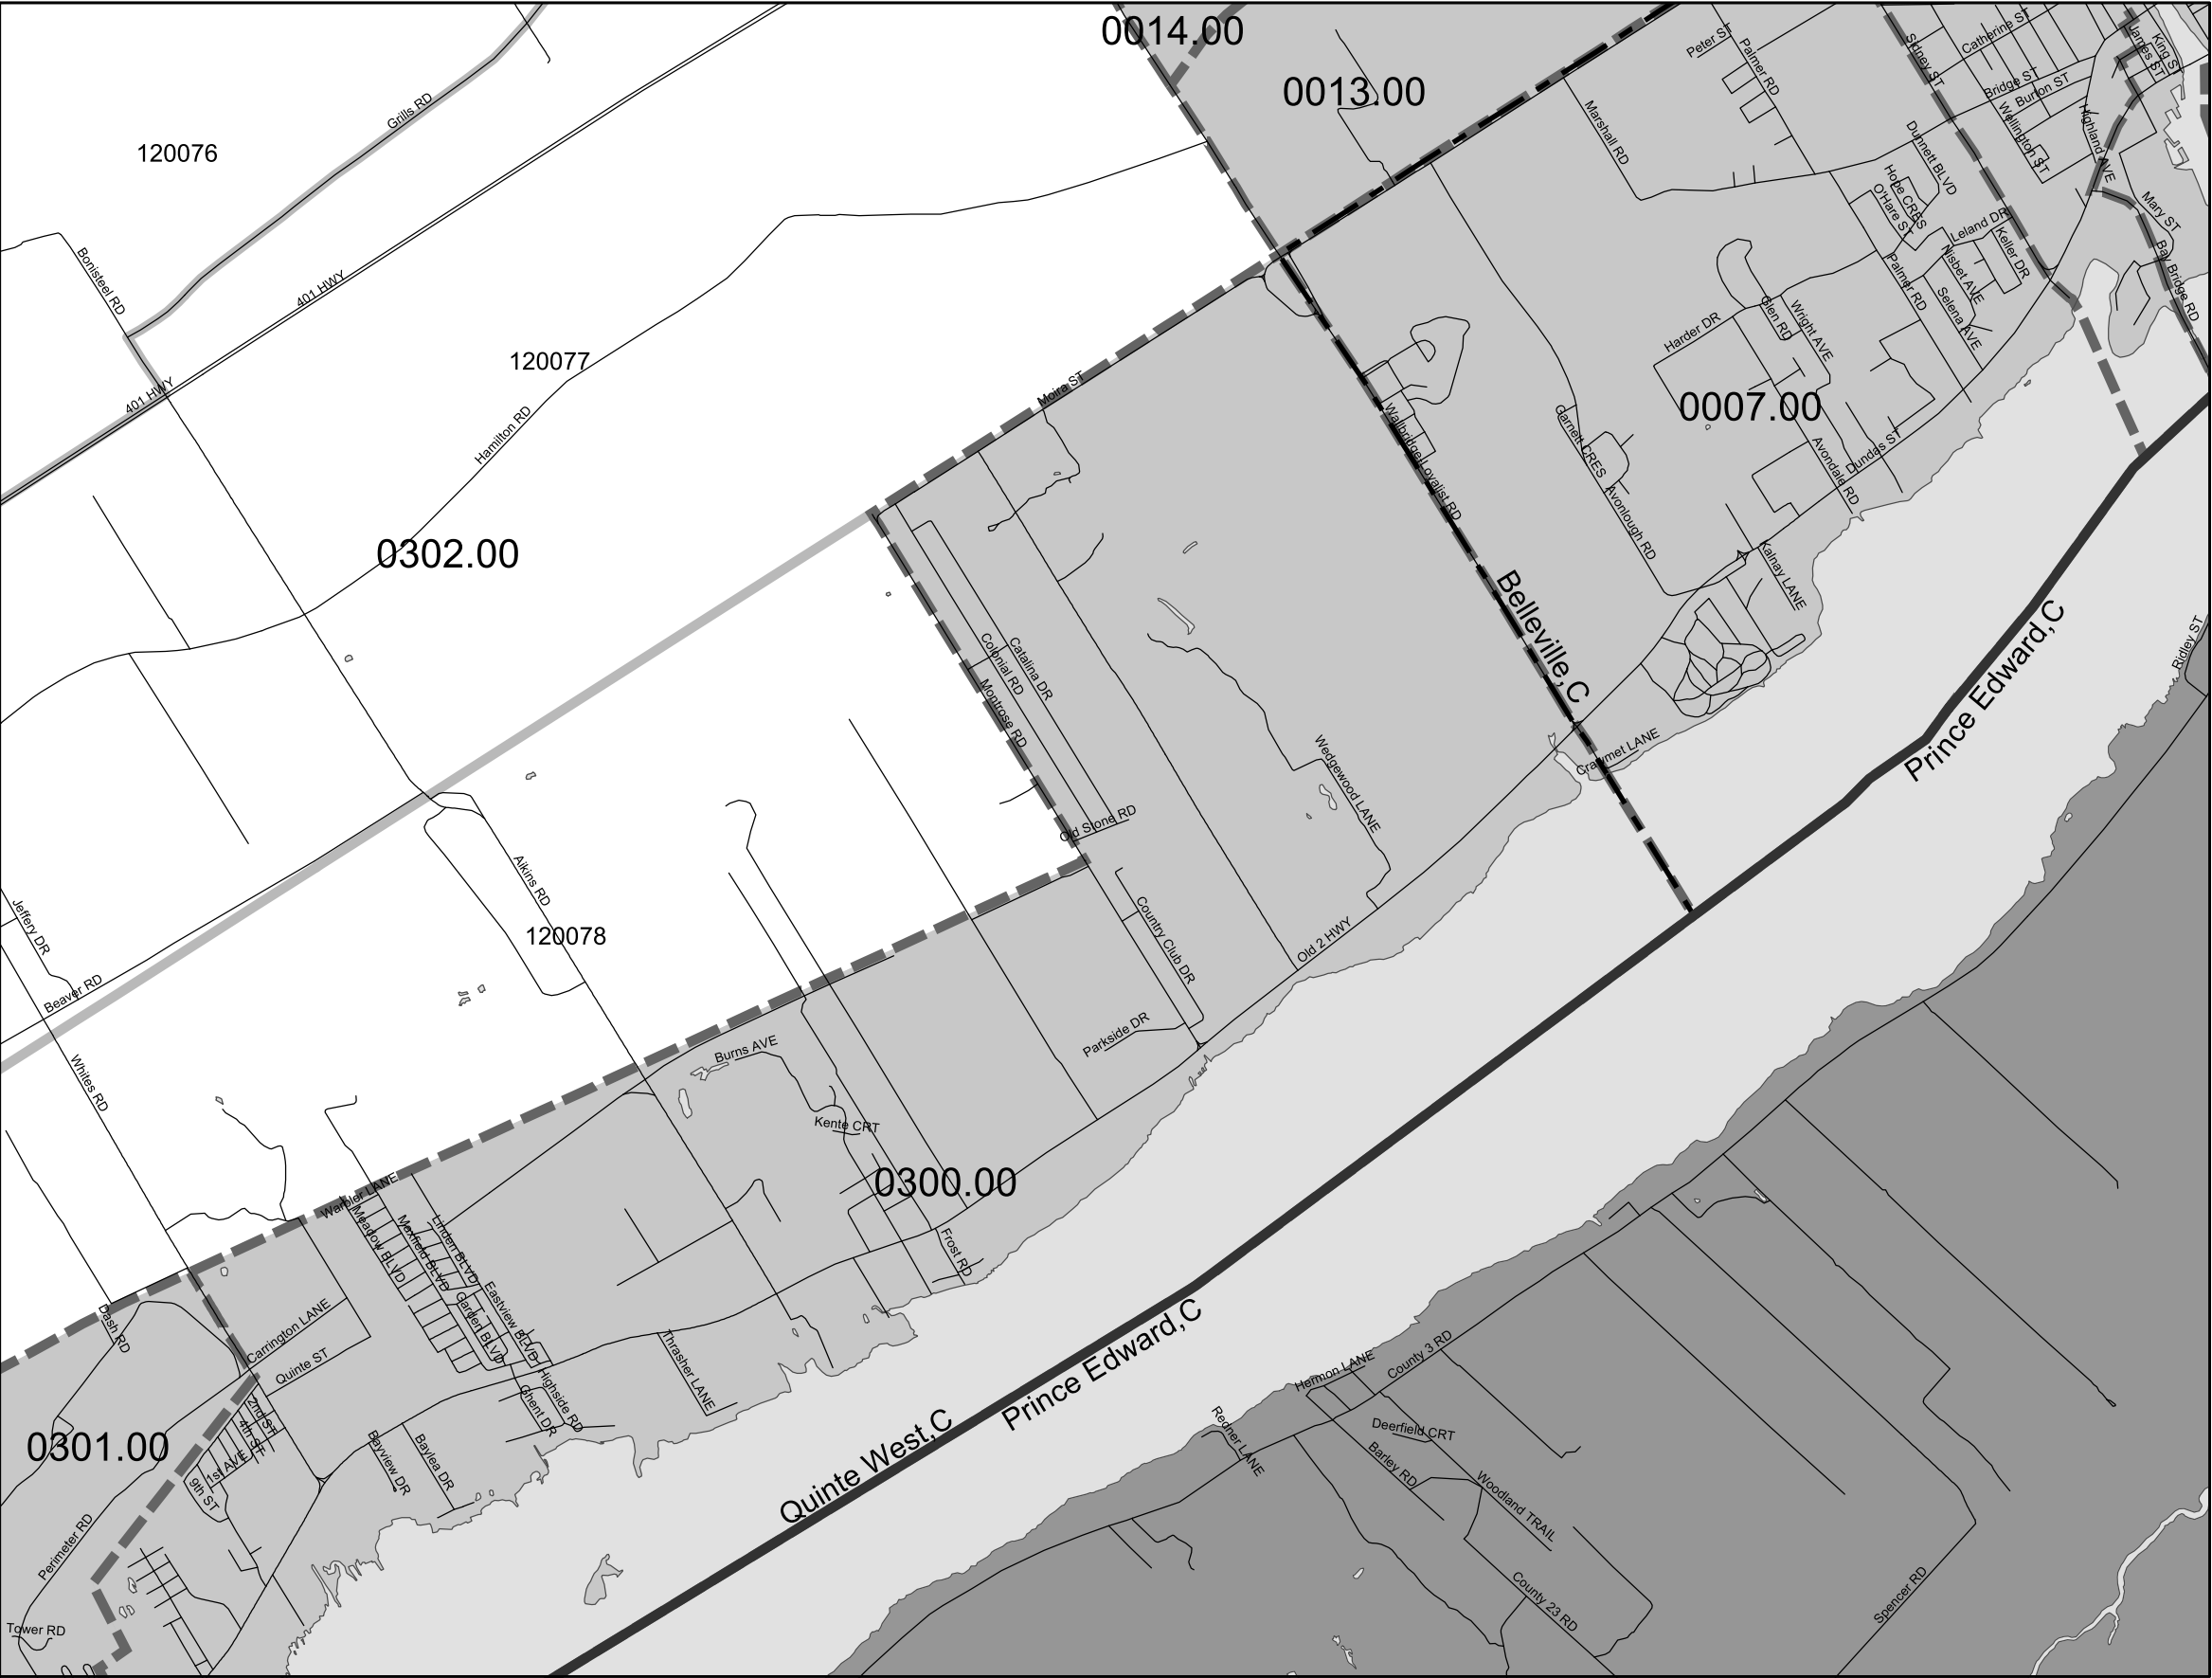 0014.00
0013.00
Peter ST
Palmer RD
Sidney ST
Catherine ST
James ST
King S
Bridge ST
Burton ST
Wellington ST
Highland AVE
Grills RD
120076
Marshall RD
Dunnett BLVD
Hope CRES
O'Hare ST
Leland DR
Keller DR
Nisbet AVE
Mary ST
Bay Bridge RD
Palmer RD
Selena AVE
Bonisteel RD
401 HWY
401 HWY
120077
Hamilton RD
Moira ST
Harder DR
Glen RD
Wright AVE
0007.00
Wallbridge Loyalist RD
Garnett CRES
Avonlough RD
Avondale RD
Dundas ST
0302.00
Kalnay LANE
Belleville,C
Prince Edward,C
Ridley ST
Catalina DR
Colonial RD
Montrose RD
Wedgewood LANE
Craymet LANE
Old Stone RD
Aikins RD
120078
Jeffery DR
Beaver RD
Country Club DR
Old 2 HWY
Parkside DR
Whites RD
Burns AVE
Kente CRT
0300.00
Warbler LANE
Meadow BLVD
Maxfield BLVD
Linden BLVD
Eastview BLVD
Garden BLVD
Frost RD
Dash RD
Carrington LANE
Quinte ST
Thrasher LANE
Highside RD
Ghent DR
Prince Edward,C
Quinte West,C
Hermon LANE
County 3 RD
Redner LANE
Deerfield CRT
Barley RD
Woodland TRAIL
County 23 RD
Spencer RD
0301.00
2nd ST
4th ST
1st AVE
9th ST
Bayview DR
Baylea DR
Perimeter RD
Tower RD